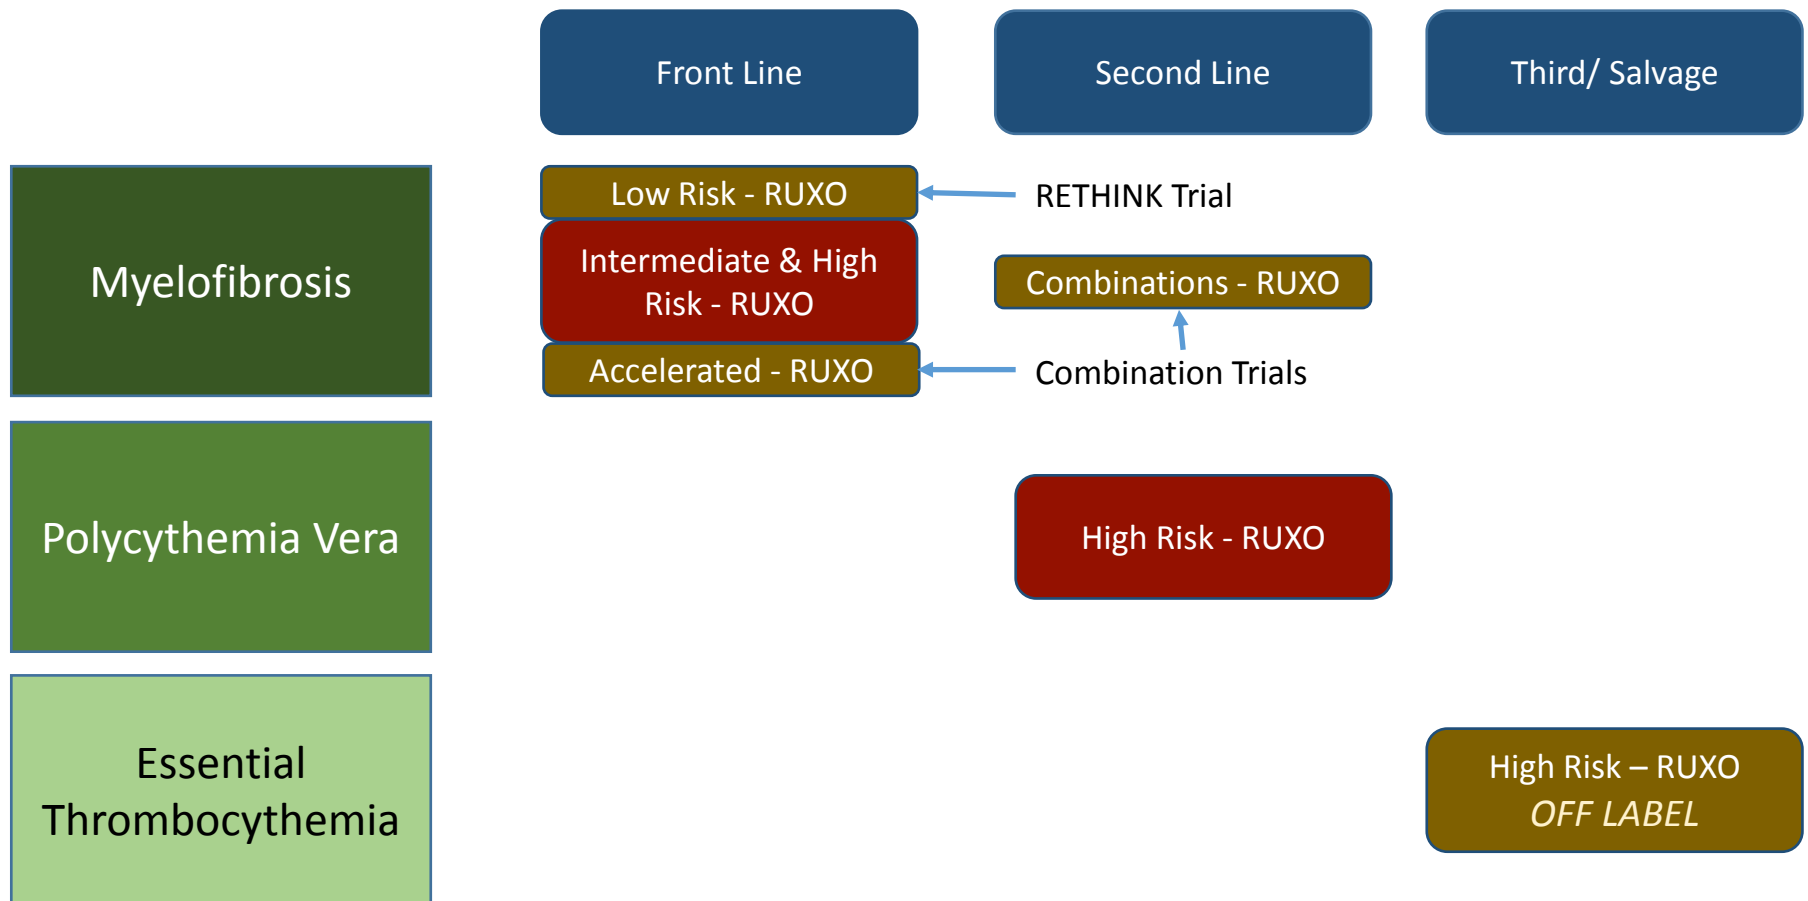 Front Line
Second Line
Third/ Salvage
Myelofibrosis
Low Risk - RUXO
RETHINK Trial
Intermediate & High
Risk - RUXO
Combinations - RUXO
Accelerated - RUXO
Combination Trials
Polycythemia Vera
High Risk - RUXO
Essential
Thrombocythemia
High Risk – RUXO
OFF LABEL